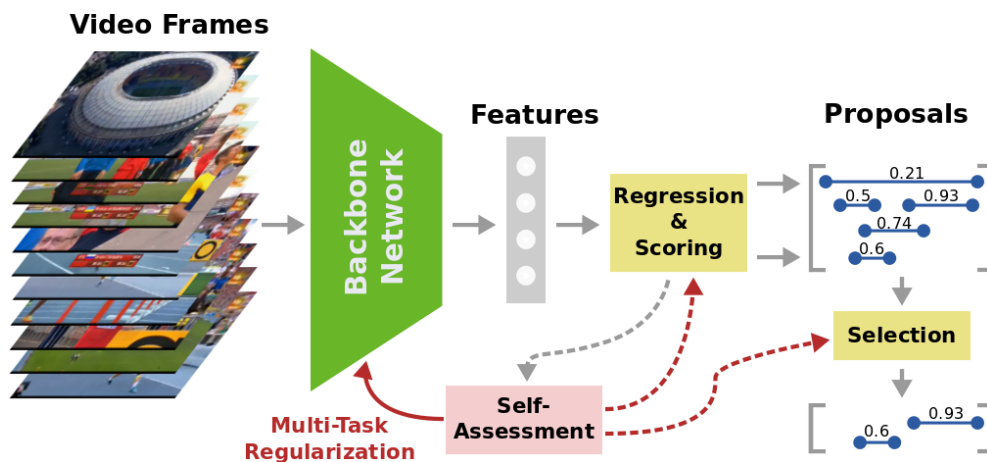 Video Frames
Backbone
Network
Features
Regression
&
Scoring
Proposals
0.21
0.5
0.93
0.74
0.6
Selection
Self-
Assessment
Multi-Task
Regularization
0.93
0.6